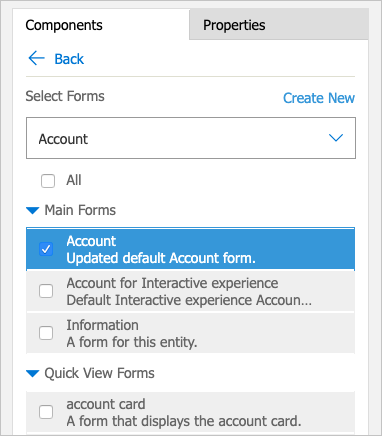 Components Properties
Back
Select Forms Create New
Account
All
Main Forms
Account
Updated default Account form.
Account for Interactive experience
Default Interactive experience Accoun...
Information
A form for this entity.
Quick View Forms
account card
A form that displays the account card.